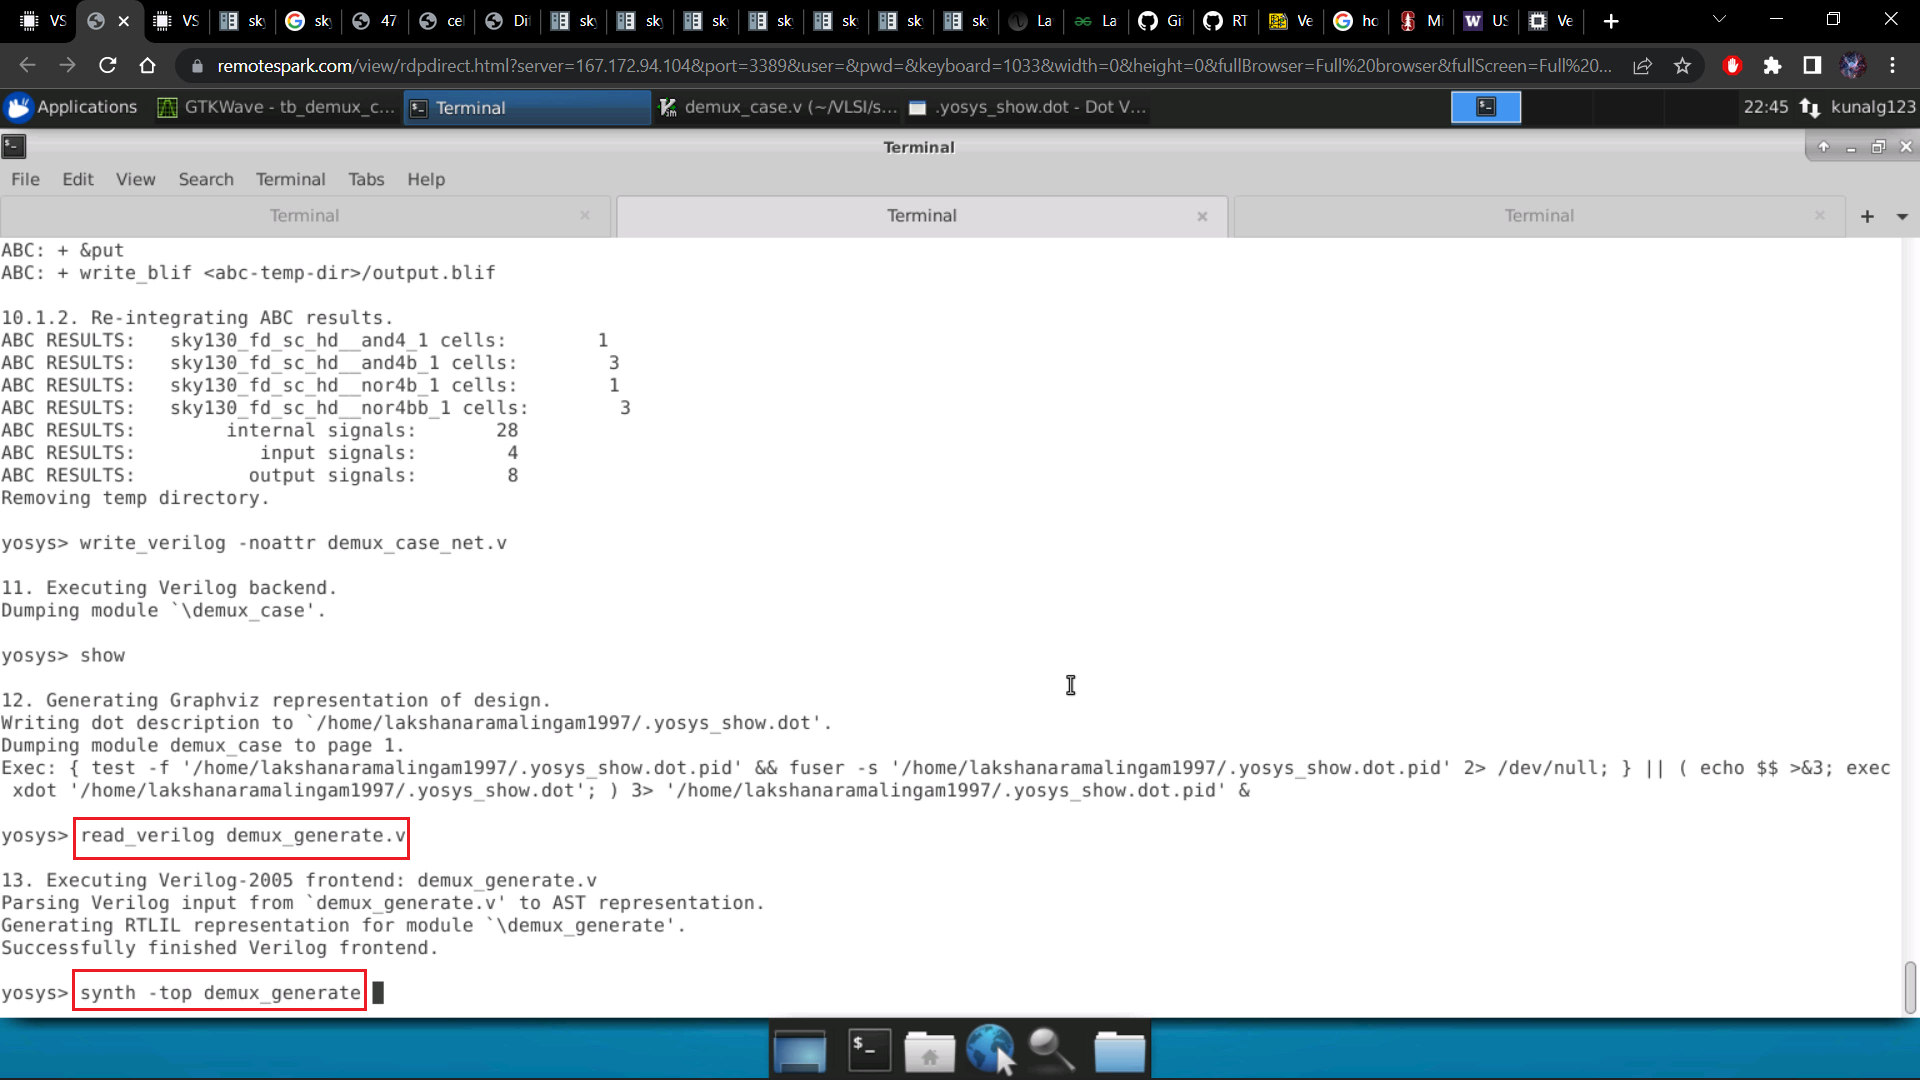 VS
VS
sk
sky
47
cel
Di
sk
sk
sk
sk
sk
sk
sk
La
La
Gi
RT
Ve
ho
Mi
US
Ve
remotespark.com/view/rdpdirect.html?server=167.172.94.104&port=3389&user=&pwd=&keyboard=1033&width=0&height=0&fullBrowser=Full%20browser&fullScreen=Full%20...
Applications
GTKWave - tb_demux_c...
Terminal
demux_case.v (~/VLSI/s...
.yosys_show.dot - Dot V...
22:45
kunalg123
Terminal
File Edit View Search Terminal Tabs Help
Terminal
Terminal
Terminal
ABC: + &put
ABC: + write_blif <abc-temp-dir>/output.blif
10.1.2. Re-integrating ABC results.
ABC RESULTS: sky130_fd_sc_hd__and4_1 cells: 1
ABC RESULTS: sky130_fd_sc_hd__and4b_1 cells: 3
ABC RESULTS: sky130_fd_sc_hd__nor4b_1 cells: 1
ABC RESULTS: sky130_fd_sc_hd__nor4bb_1 cells: 3
ABC RESULTS: internal signals: 28
ABC RESULTS: input signals: 4
ABC RESULTS: output signals: 8
Removing temp directory.
yosys> write_verilog -noattr demux_case_net.v
11. Executing Verilog backend.
Dumping module `\demux_case'.
yosys> show
12. Generating Graphviz representation of design.
Writing dot description to `/home/lakshanaramalingam1997/.yosys_show.dot'.
Dumping module demux_case to page 1.
Exec: { test -f '/home/lakshanaramalingam1997/.yosys_show.dot.pid' && fuser -s '/home/lakshanaramalingam1997/.yosys_show.dot.pid' 2> /dev/null; } || ( echo $$ >&3; exec
xdot '/home/lakshanaramalingam1997/.yosys_show.dot'; ) 3> '/home/lakshanaramalingam1997/.yosys_show.dot.pid' &
yosys> read_verilog demux_generate.v
13. Executing Verilog-2005 frontend: demux_generate.v
Parsing Verilog input from `demux_generate.v' to AST representation.
Generating RTLIL representation for module `\demux_generate'.
Successfully finished Verilog frontend.
yosys> synth -top demux_generate